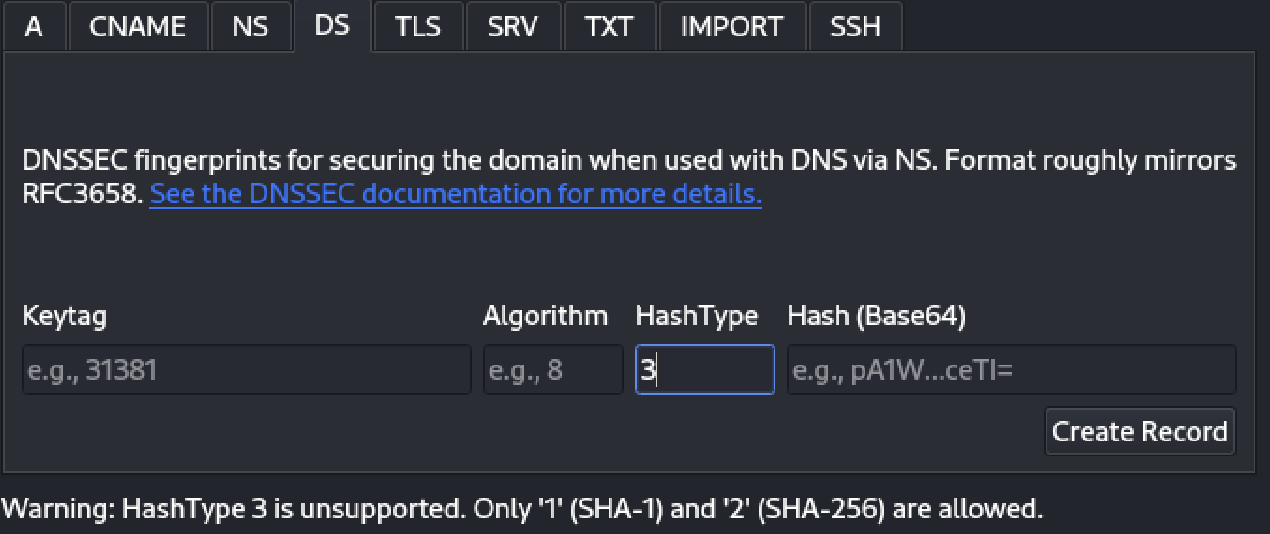 A CNAME NS DS TLS SRV TXT IMPORT SSH
DNSSEC fingerprints for securing the domain when used with DNS via NS. Format roughly mirrors
RFC3658. See the DNSSEC documentation for more details.
Keytag Algorithm HashType Hash (Base64)
e.g., 31381 e.g., 8 3 e.g., pA1W...ceTI=
Create Record
Warning: HashType 3 is unsupported. Only '1' (SHA-1) and '2' (SHA-256) are allowed.